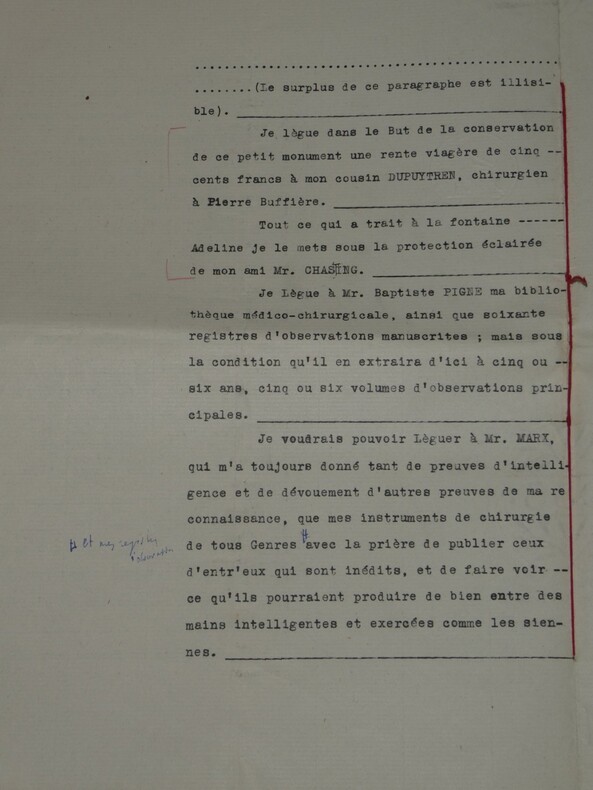 ........................................
........(Le surplus de ce paragraphe est illisi-
ble).
Je lègue dans le But de la conservation
de ce petit monument une rente viagère de cinq --
cents francs à mon cousin DUPUYTREN, chirurgien
à Pierre Buffière.
Tout ce qui a trait à la fontaine ------
Adeline je le mets sous la protection éclairée
de mon ami Mr.
Je Lègue à Mr. Baptiste PIGNE ma biblio-
thèque médico-chirurgicale, ainsi que soixante
registres d'observations manuscrites ; mais sous
la condition qu'il en extraira d'ici à cinq ou --
six ans, cinq ou six volumes d'observations prin-
cipales.
Je voudrais pouvoir Lèguer à Mr. MARX,
qui m'a toujours donné tant de preuves d'intelli-
gence et de dévouement d'autres preuves de ma re
connaissance, que mes instruments de chirurgie
# Et mes
de tous Genres # avec la prière de publier ceux
d'entr'eux qui sont inédits, et de faire voir --
ce qu'ils pourraient produire de bien entre des
mains intelligentes et exercées comme les sien-
nes.